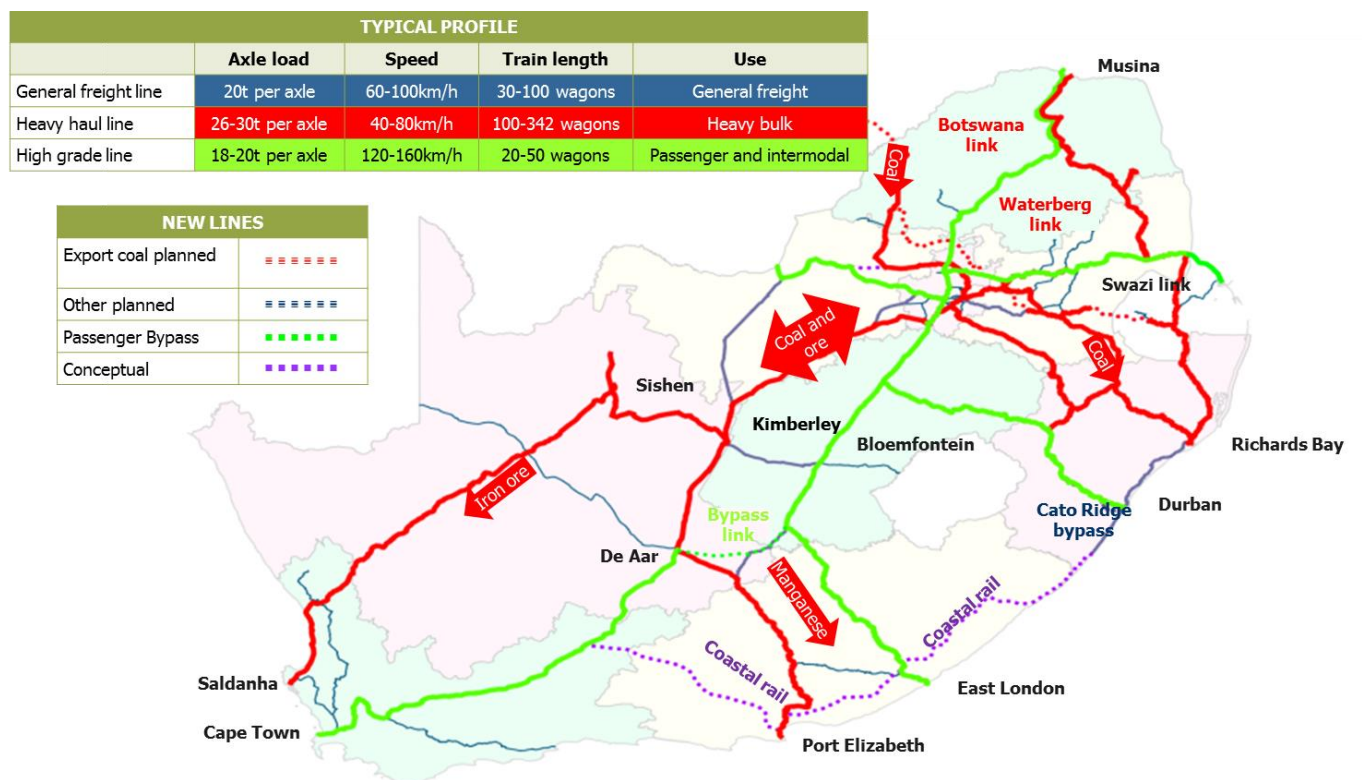 TYPICAL PROFILE
Axle load Speed Train length Use
General freight line 20t per axle 60-100km/h 30-100 wagons General freight
Heavy haul line 26-30t per axle 40-80km/h 100-342 wagons Heavy bulk
High grade line 18-20t per axle 120-160km/h 20-50 wagons Passenger and intermodal
NEW LINES
Export coal planned
Other planned
Passenger Bypass
Conceptual
Musina
Botswana
link
Coal
Waterberg
link
Swazi link
Coal and
ore
Coal
Sishen
Kimberley
Bloemfontein
Richards Bay
Iron ore
Durban
Cato Ridge
bypass
Bypass
link
De Aar
Manganese
Coastal rail
Coastal rail
Saldanha
East London
Cape Town
Port Elizabeth